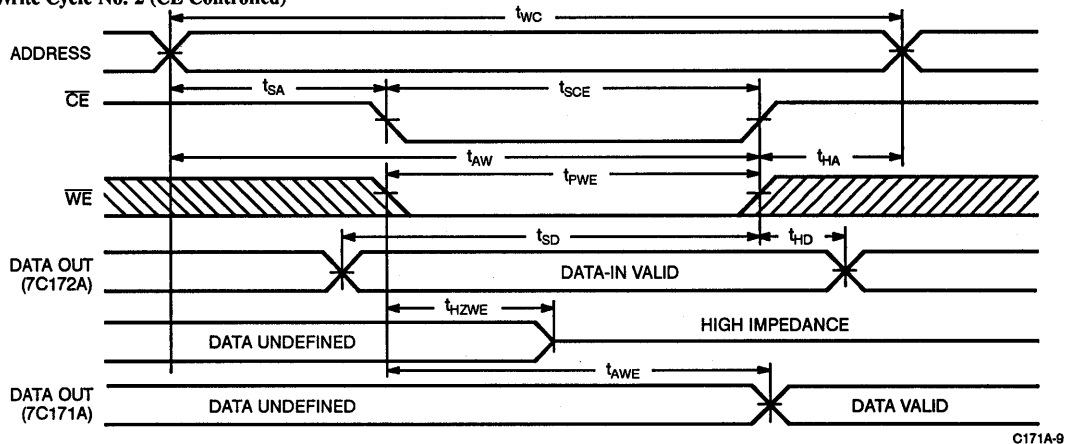 Write Cycle No. 2 (CE Controlled)
tWC
ADDRESS
tSA
tSCE
CE
tAW
tHA
tPWE
WE
tSD
tHD
DATA OUT
(7C172A)
DATA-IN VALID
tHZWE
HIGH IMPEDANCE
DATA UNDEFINED
tAWE
DATA OUT
(7C171A)
DATA UNDEFINED
DATA VALID
C171A-9